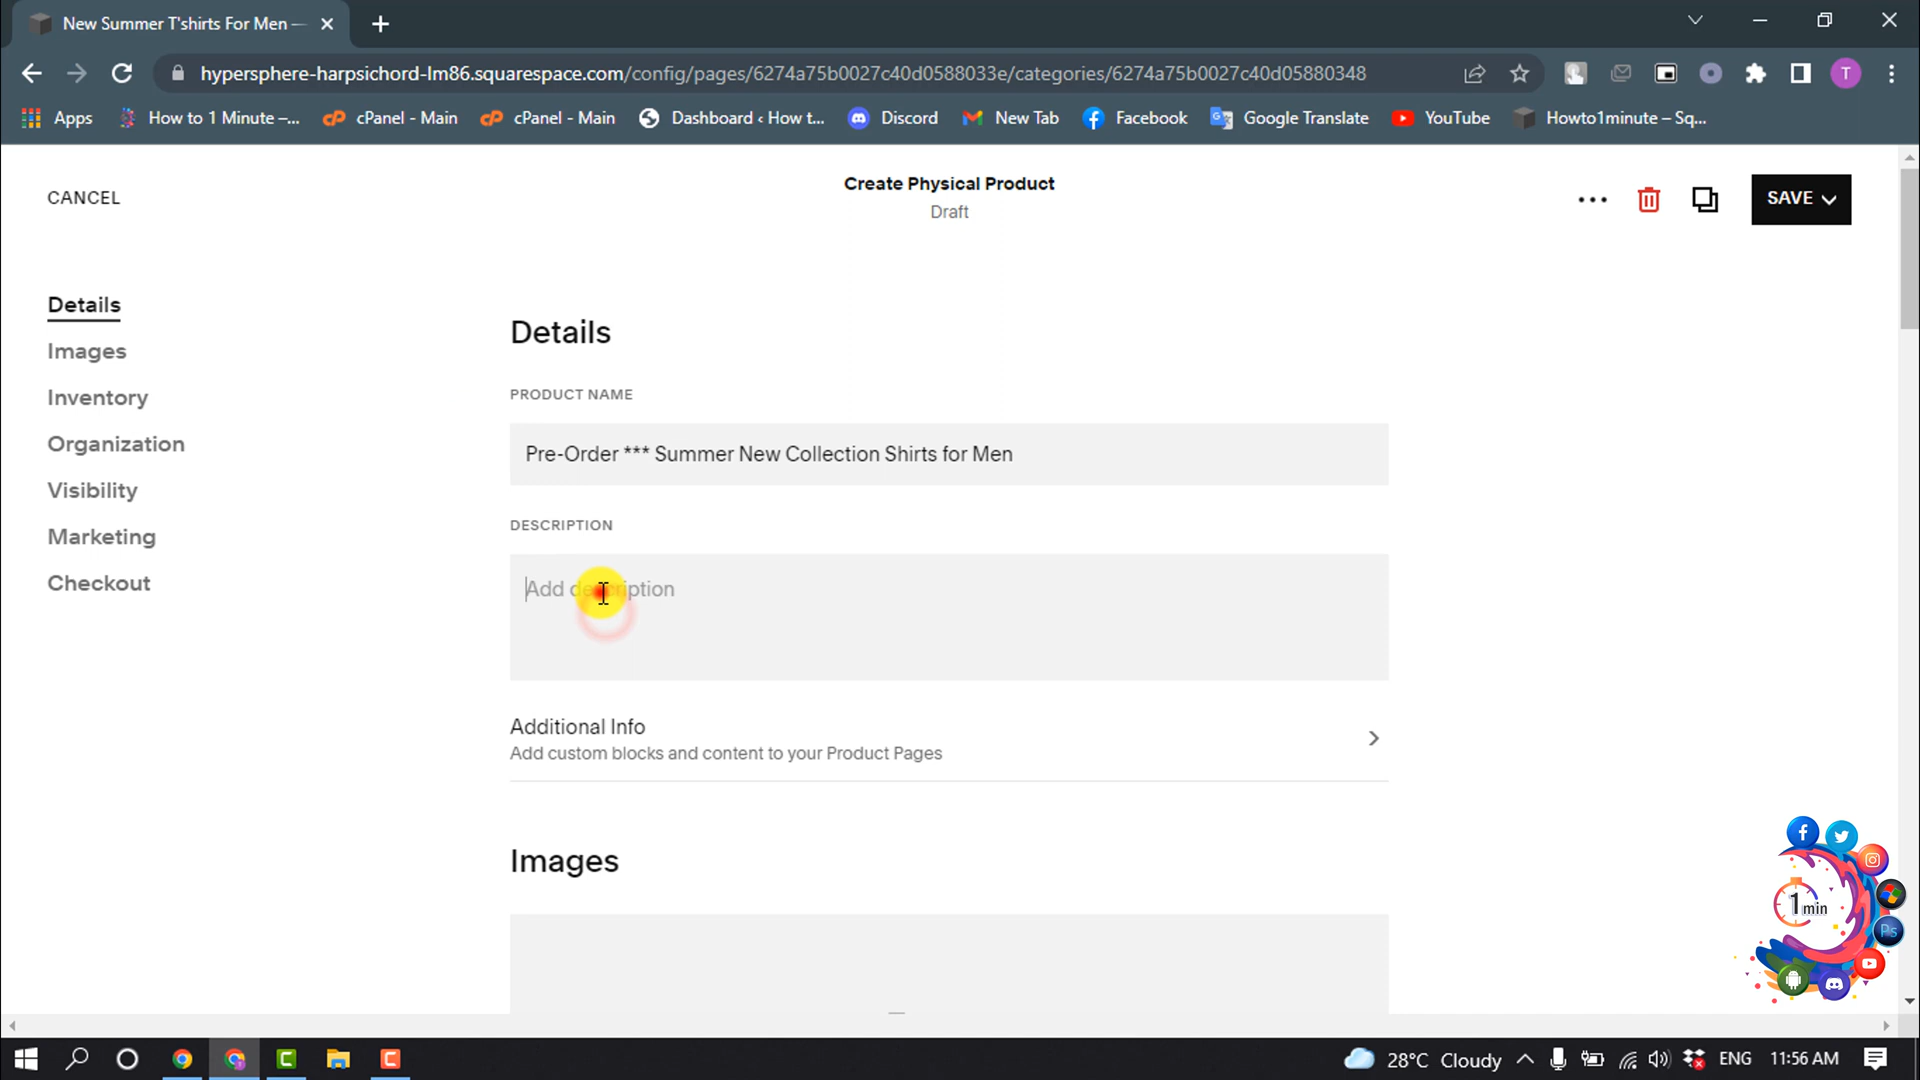 New Summer T'shirts For Men —
hypersphere-harpsichord-lm86.squarespace.com/config/pages/6274a75b0027c40d0588033e/categories/6274a75b0027c40d05880348
T
Apps
How to 1 Minute –...
cPanel - Main
cPanel - Main
Dashboard ‹ How t...
Discord
New Tab
Facebook
Google Translate
YouTube
Howto1minute – Sq...
CANCEL
Create Physical Product
Draft
SAVE
Details
Images
Inventory
Organization
Visibility
Marketing
Checkout
Details
PRODUCT NAME
Pre-Order *** Summer New Collection Shirts for Men
DESCRIPTION
Add description
Additional Info
Add custom blocks and content to your Product Pages
Images
1 min
Ps
28°C Cloudy
ENG
11:56 AM